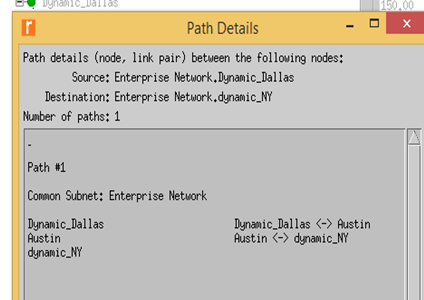 Dynamic_Dallas
150.00
r
Path Details
Path details (node, link pair) between the following nodes:
Source: Enterprise Network.Dynamic_Dallas
Destination: Enterprise Network.dynamic_NY
Number of paths: 1
-
Path #1
Common Subnet: Enterprise Network
Dynamic_Dallas Dynamic_Dallas <-> Austin
Austin Austin <-> dynamic_NY
dynamic_NY